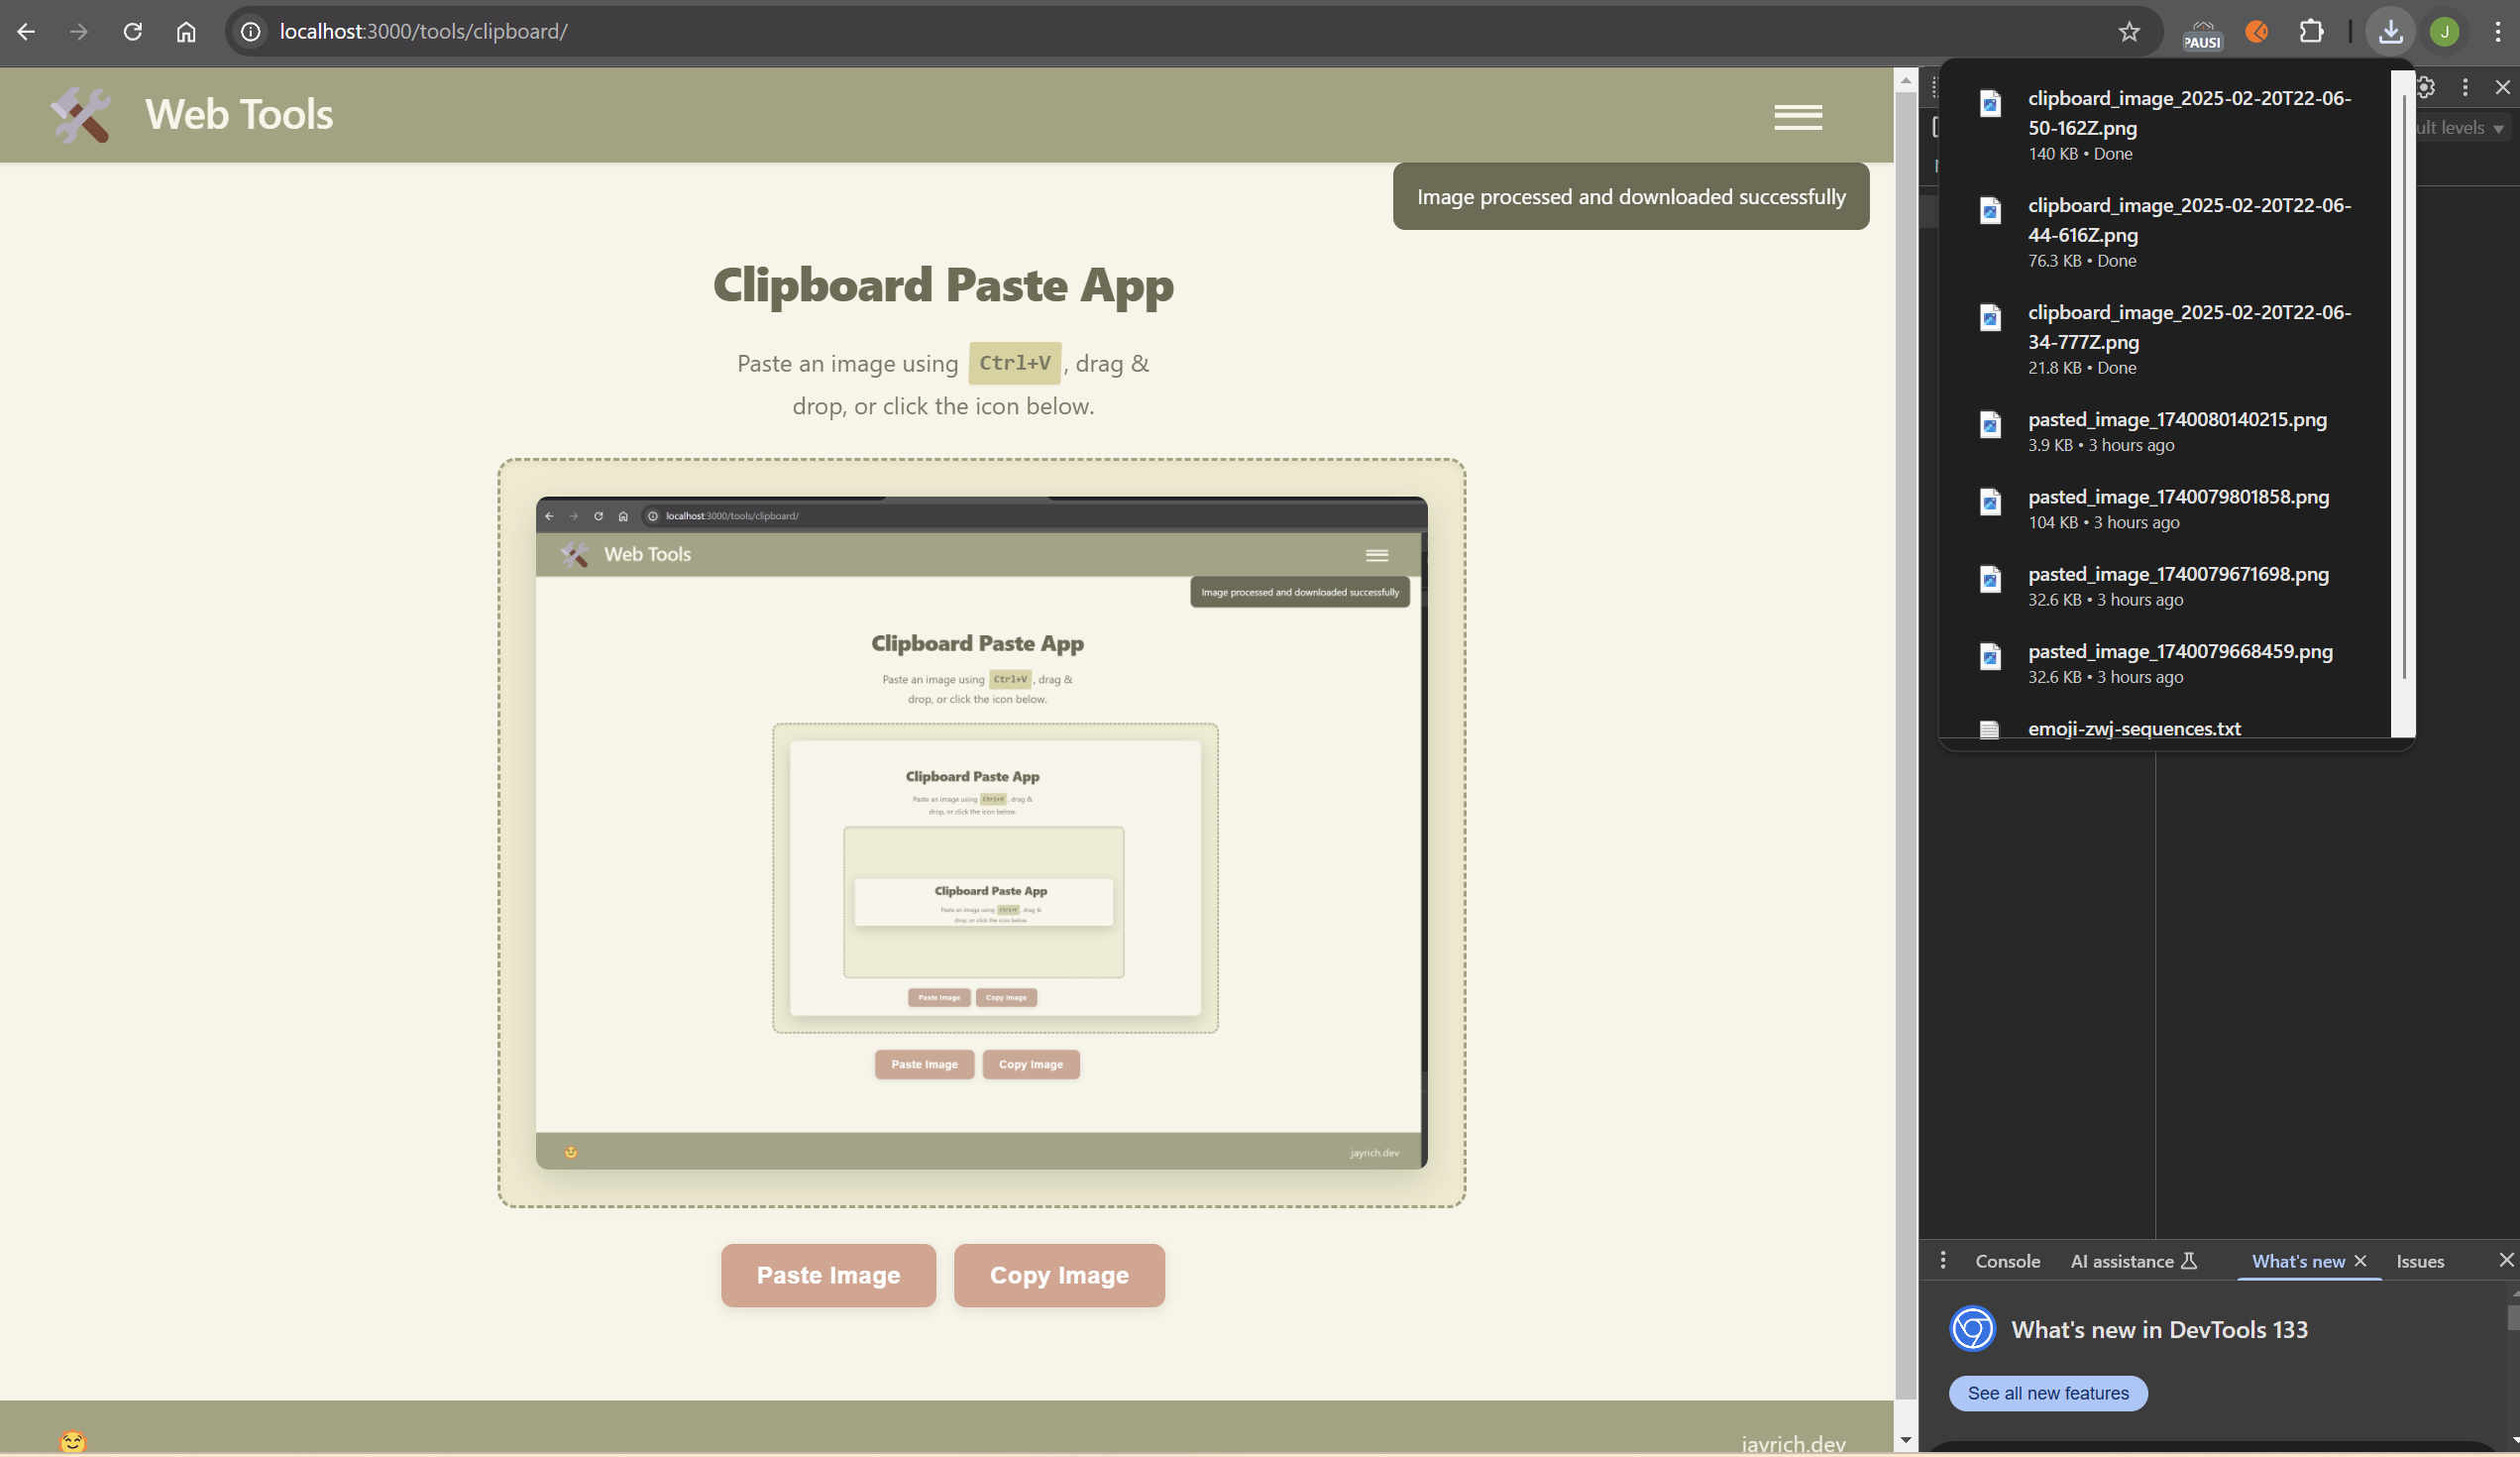 localhost:3000/tools/clipboard/
PAUSI
J
Web Tools
Image processed and downloaded successfully
Clipboard Paste App
Paste an image using Ctrl+V, drag &
drop, or click the icon below.
localhost:3000/tools/clipboard/
Web Tools
Image processed and downloaded successfully
Clipboard Paste App
Paste an image using Ctrl+V, drag &
drop, or click the icon below.
Clipboard Paste App
Paste an image using Ctrl+V, drag &
drop, or click the icon below.
Clipboard Paste App
Paste an image using Ctrl+V, drag &
drop, or click the icon below.
Paste Image Copy Image
Paste Image Copy Image
jayrich.dev
Paste Image Copy Image
jayrich.dev
clipboard_image_2025-02-20T22-06-
50-162Z.png
140 KB • Done
clipboard_image_2025-02-20T22-06-
44-616Z.png
76.3 KB • Done
clipboard_image_2025-02-20T22-06-
34-777Z.png
21.8 KB • Done
pasted_image_1740080140215.png
3.9 KB • 3 hours ago
pasted_image_1740079801858.png
104 KB • 3 hours ago
pasted_image_1740079671698.png
32.6 KB • 3 hours ago
pasted_image_1740079668459.png
32.6 KB • 3 hours ago
emoji-zwj-sequences.txt
ult levels
Console AI assistance What's new Issues
What's new in DevTools 133
See all new features